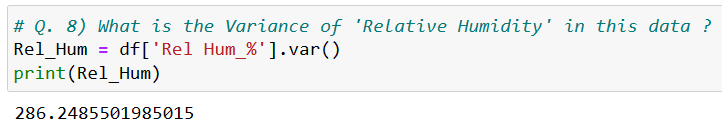 # Q. 8) What is the Variance of 'Relative Humidity' in this data ?
Rel_Hum = df['Rel Hum_%'].var()
print(Rel_Hum)
286.2485501985015